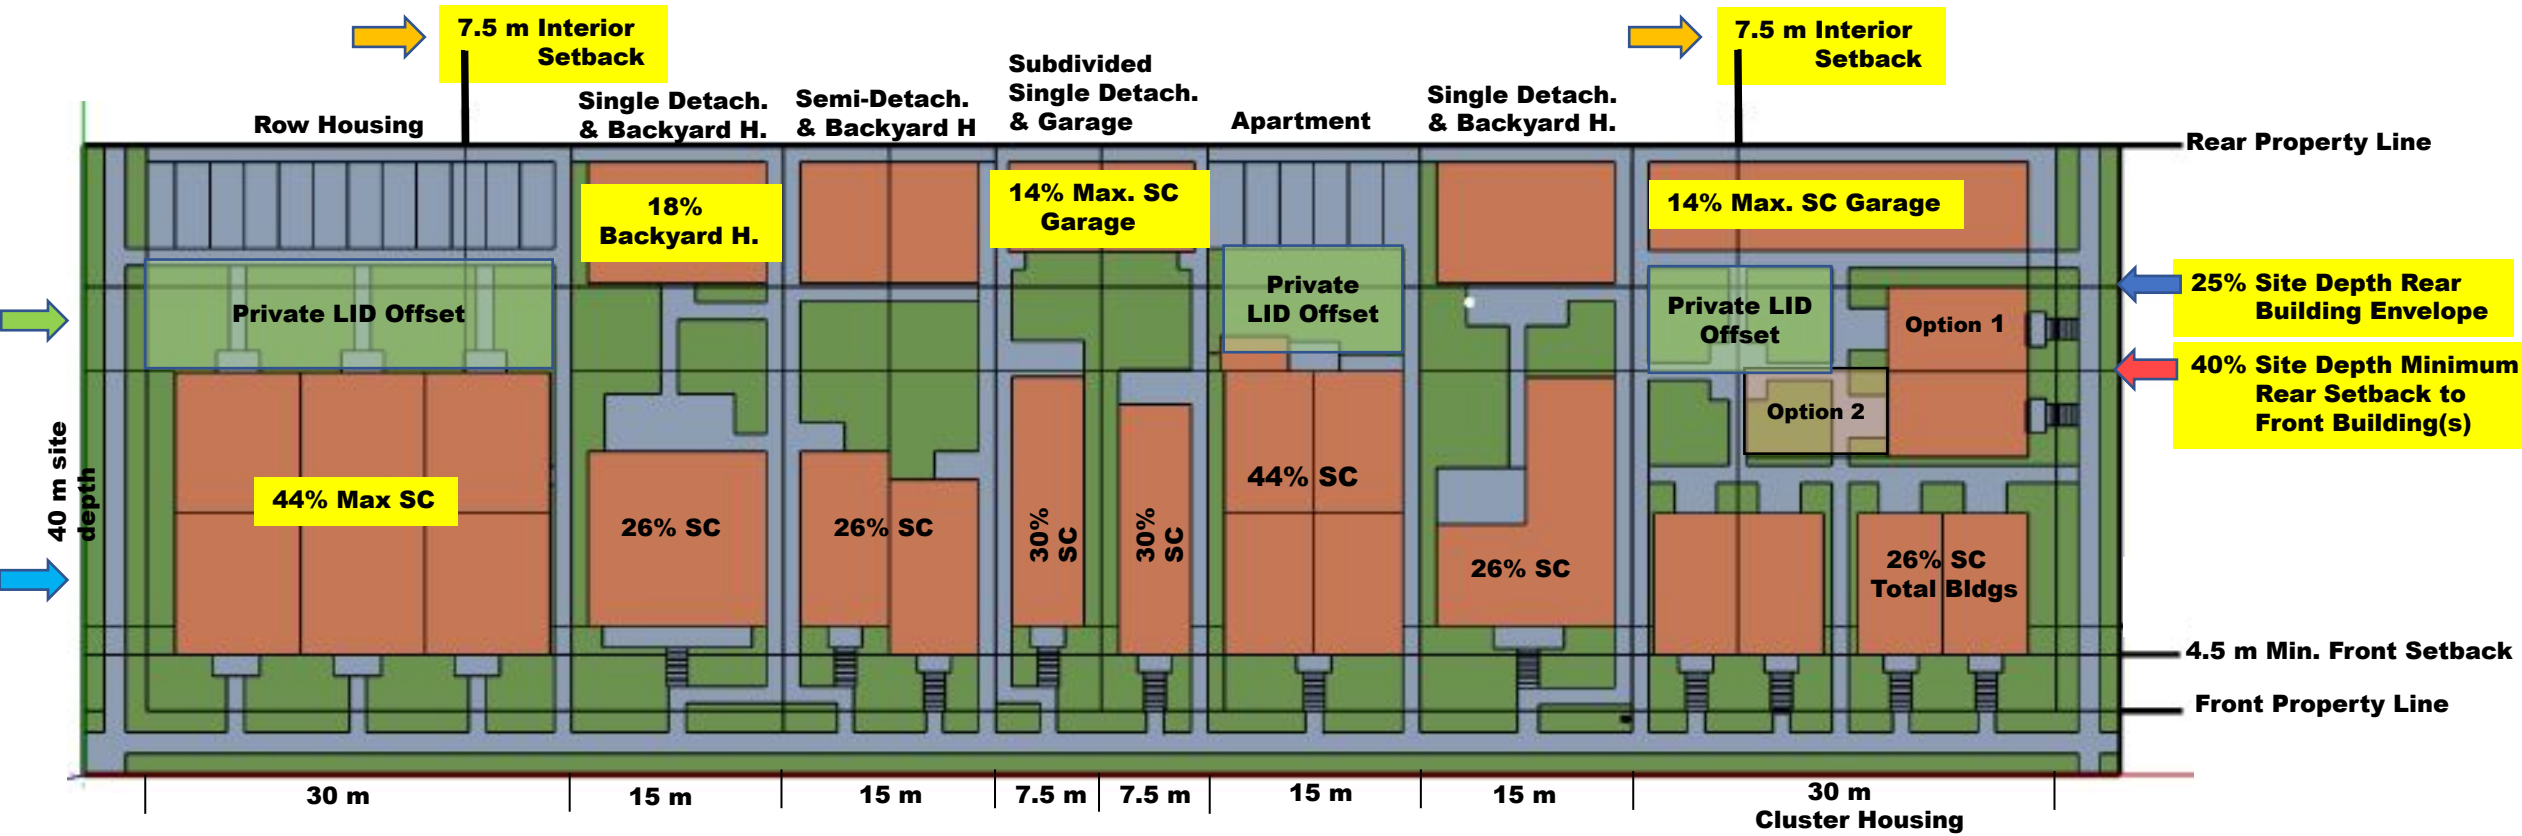 7.5 m Interior
Setback
7.5 m Interior
Setback
Row Housing
Single Detach.
& Backyard H.
Semi-Detach.
& Backyard H
Subdivided
Single Detach.
& Garage
Apartment
Single Detach.
& Backyard H.
Rear Property Line
18%
Backyard H.
14% Max. SC
Garage
14% Max. SC Garage
Private LID Offset
Private
LID Offset
Private LID
Offset
Option 1
Option 2
25% Site Depth Rear
Building Envelope
40% Site Depth Minimum
Rear Setback to
Front Building(s)
40 m site
depth
44% Max SC
26% SC
26% SC
30%
SC
30%
SC
44% SC
26% SC
26% SC
Total Bldgs
4.5 m Min. Front Setback
Front Property Line
30 m
15 m
15 m
7.5 m
7.5 m
15 m
15 m
30 m
Cluster Housing